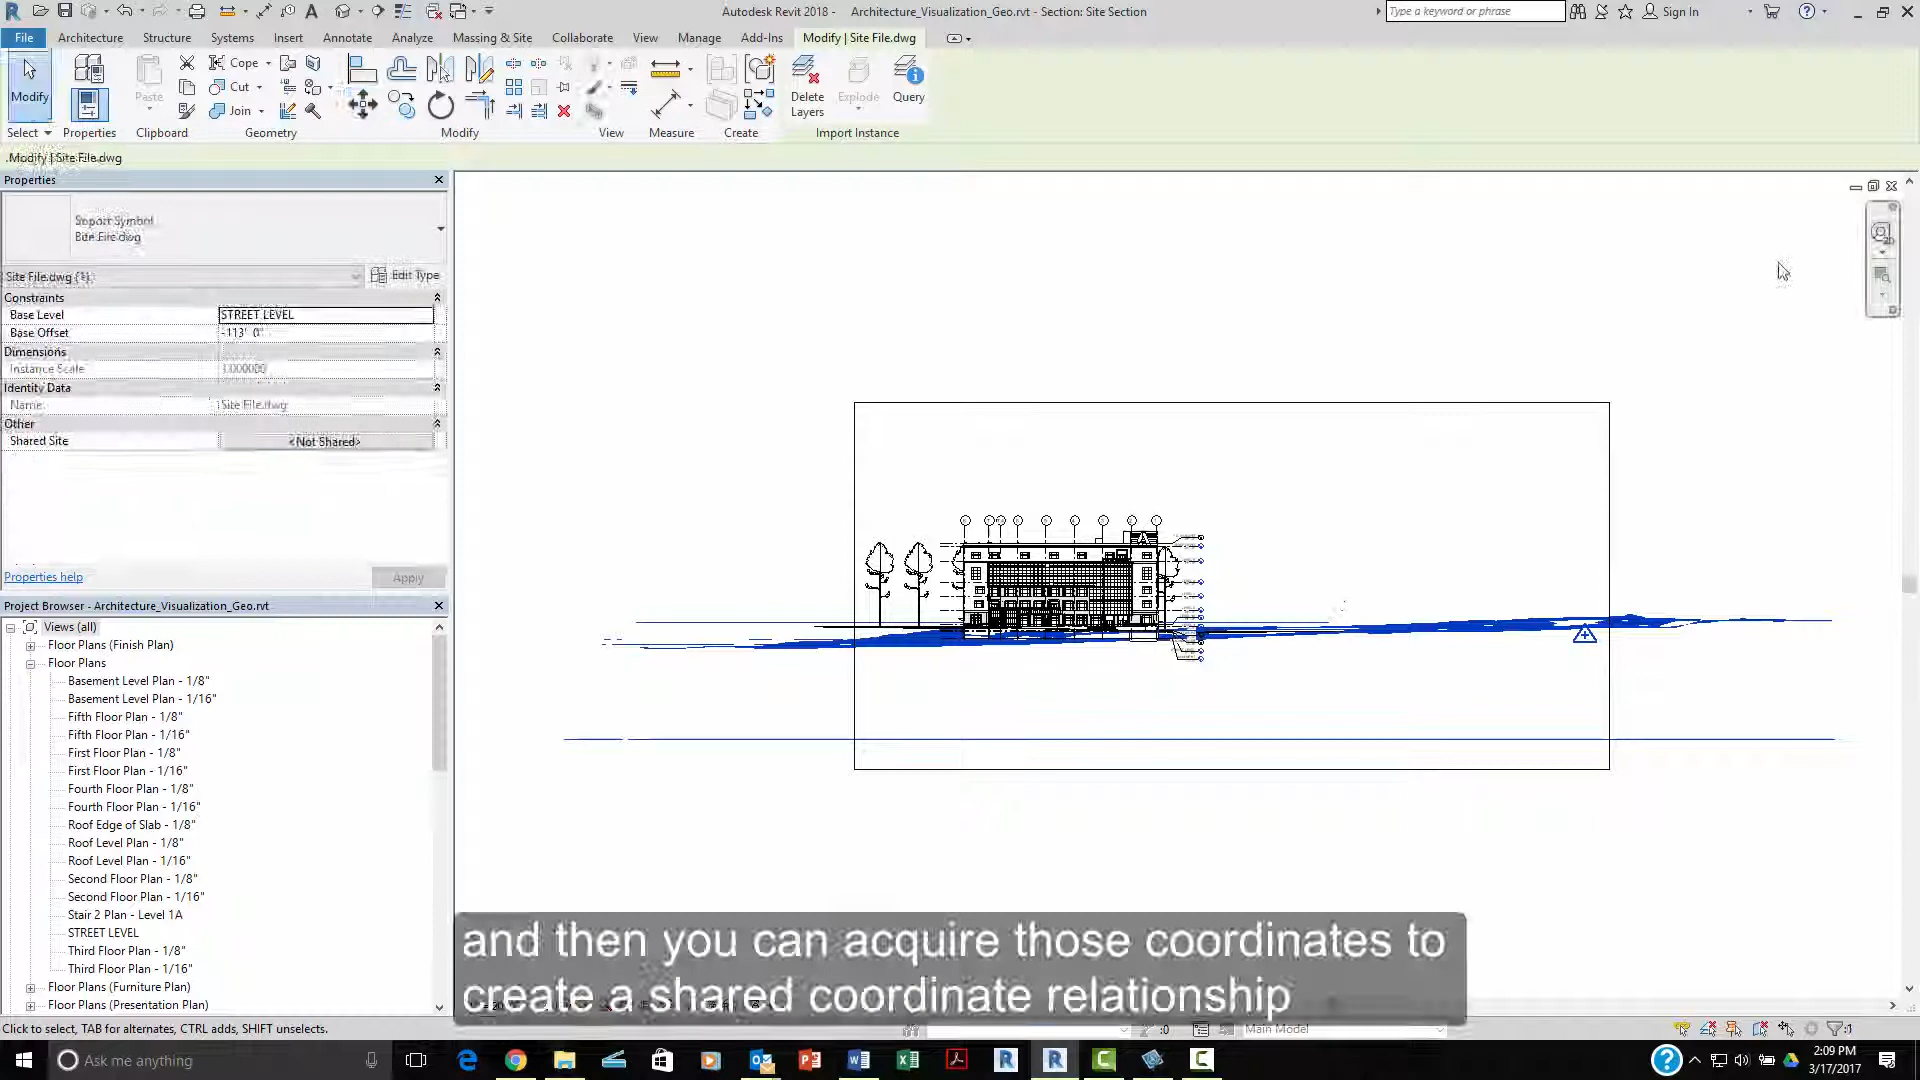 Autodesk Revit 2018 - Architecture_Visualization_Geo.rvt - Section: Site Section
Type a keyword or phrase
Sign In
File Architecture Structure Systems Insert Annotate Analyze Massing & Site Collaborate View Manage Add-Ins Modify | Site File.dwg
Modify
Paste
Cope
Cut
Join
Delete Layers
Explode
Query
Select Properties Clipboard Geometry Modify View Measure Create Import Instance
Modify | Site File.dwg
Properties
Import Symbol
Site File.dwg
Site File.dwg (1)
Edit Type
Constraints
Base Level STREET LEVEL
Base Offset -113' 0"
Dimensions
Instance Scale
Identity Data
Name Site File.dwg
Other
Shared Site <Not Shared>
Properties help
Apply
Project Browser - Architecture_Visualization_Geo.rvt
Views (all)
Floor Plans (Finish Plan)
Floor Plans
Basement Level Plan - 1/8"
Basement Level Plan - 1/16"
Fifth Floor Plan - 1/8"
Fifth Floor Plan - 1/16"
First Floor Plan - 1/8"
First Floor Plan - 1/16"
Fourth Floor Plan - 1/8"
Fourth Floor Plan - 1/16"
Roof Edge of Slab - 1/8"
Roof Level Plan - 1/8"
Roof Level Plan - 1/16"
Second Floor Plan - 1/8"
Second Floor Plan - 1/16"
Stair 2 Plan - Level 1A
STREET LEVEL
Third Floor Plan - 1/8"
Third Floor Plan - 1/16"
Floor Plans (Furniture Plan)
Floor Plans (Presentation Plan)
and then you can acquire those coordinates to
create a shared coordinate relationship
Click to select, TAB for alternates, CTRL adds, SHIFT unselects.
:0
Main Model
:1
Ask me anything
2:09 PM
3/17/2017